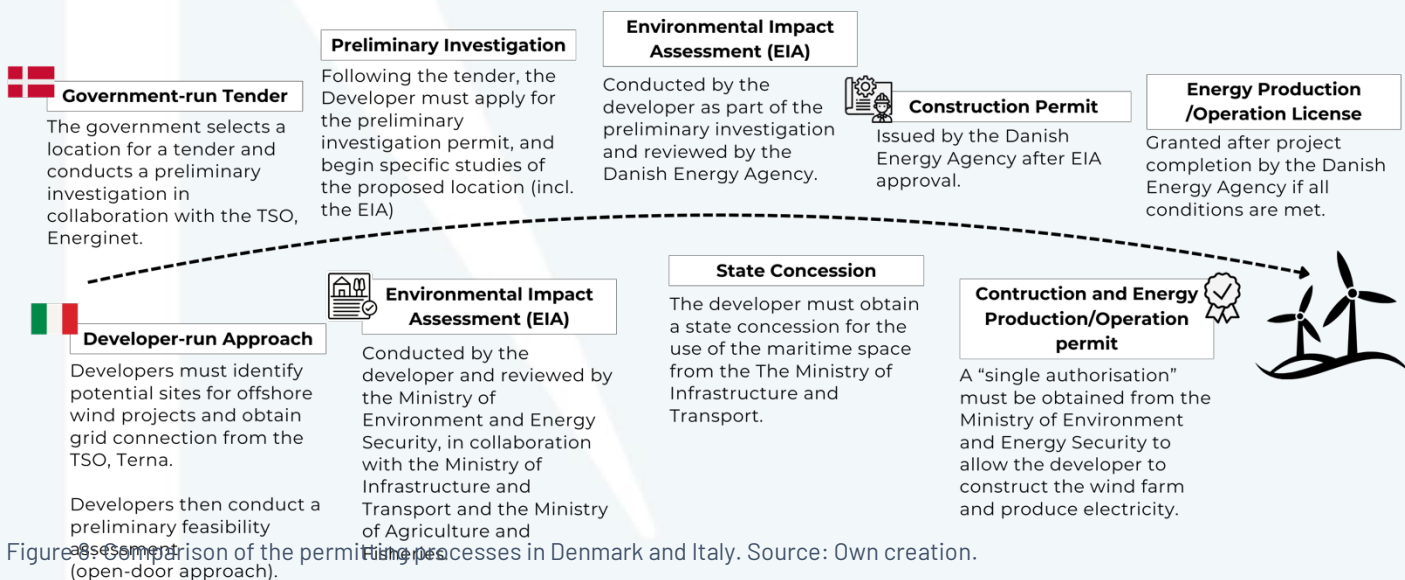 Government-run Tender
The government selects a
location for a tender and
conducts a preliminary
investigation in
collaboration with the TSO,
Energinet.
Preliminary Investigation
Following the tender, the
Developer must apply for
the preliminary
investigation permit, and
begin specific studies of
the proposed location (incl.
the EIA)
Environmental Impact
Assessment (EIA)
Conducted by the
developer as part of the
preliminary investigation
and reviewed by the
Danish Energy Agency.
Construction Permit
Issued by the Danish
Energy Agency after EIA
approval.
Energy Production
/Operation License
Granted after project
completion by the Danish
Energy Agency if all
conditions are met.
Developer-run Approach
Developers must identify
potential sites for offshore
wind projects and obtain
grid connection from the
TSO, Terna.
Developers then conduct a
preliminary feasibility
assessment
(open-door approach).
Environmental Impact
Assessment (EIA)
Conducted by the
developer and reviewed by
the Ministry of
Environment and Energy
Security, in collaboration
with the Ministry of
Infrastructure and
Transport and the Ministry
of Agriculture and
Fisheries.
State Concession
The developer must obtain
a state concession for the
use of the maritime space
from the The Ministry of
Infrastructure and
Transport.
Contruction and Energy
Production/Operation
permit
A “single authorisation”
must be obtained from the
Ministry of Environment
and Energy Security to
allow the developer to
construct the wind farm
and produce electricity.
Figure 8. Comparison of the permitting processes in Denmark and Italy. Source: Own creation.